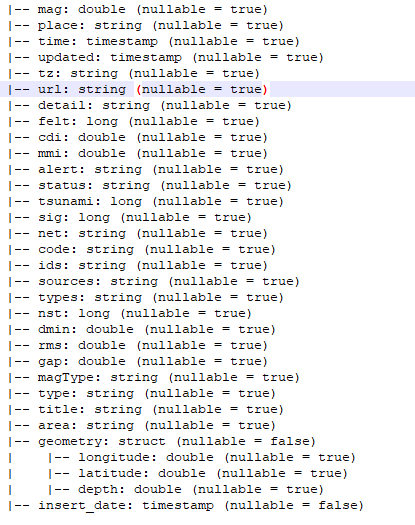 |-- mag: double (nullable = true)
|-- place: string (nullable = true)
|-- time: timestamp (nullable = true)
|-- updated: timestamp (nullable = true)
|-- tz: string (nullable = true)
|-- url: string (nullable = true)
|-- detail: string (nullable = true)
|-- felt: long (nullable = true)
|-- cdi: double (nullable = true)
|-- mmi: double (nullable = true)
|-- alert: string (nullable = true)
|-- status: string (nullable = true)
|-- tsunami: long (nullable = true)
|-- sig: long (nullable = true)
|-- net: string (nullable = true)
|-- code: string (nullable = true)
|-- ids: string (nullable = true)
|-- sources: string (nullable = true)
|-- types: string (nullable = true)
|-- nst: long (nullable = true)
|-- dmin: double (nullable = true)
|-- rms: double (nullable = true)
|-- gap: double (nullable = true)
|-- magType: string (nullable = true)
|-- type: string (nullable = true)
|-- title: string (nullable = true)
|-- area: string (nullable = true)
|-- geometry: struct (nullable = false)
|    |-- longitude: double (nullable = true)
|    |-- latitude: double (nullable = true)
|    |-- depth: double (nullable = true)
|-- insert_date: timestamp (nullable = false)